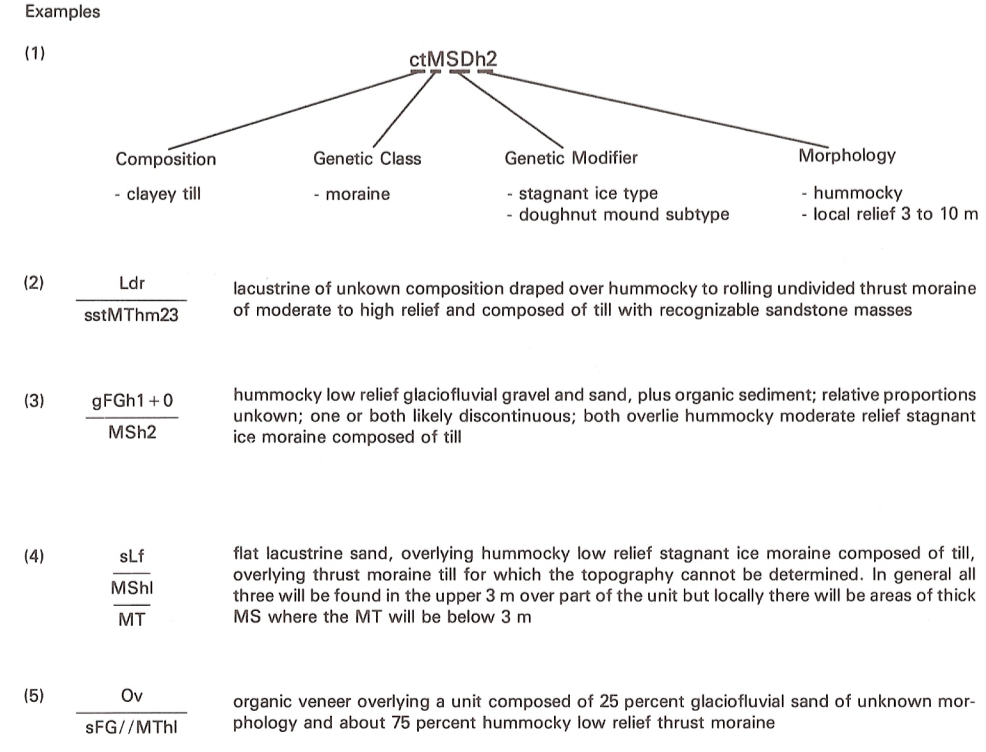 Examples
(1)
ctMSDh2
Composition
Genetic Class
Genetic Modifier
Morphology
- clayey till
- moraine
- stagnant ice type
- hummocky
- doughnut mound subtype
- local relief 3 to 10 m
(2)
Ldr
sstMThm23
lacustrine of unkown composition draped over hummocky to rolling undivided thrust moraine
of moderate to high relief and composed of till with recognizable sandstone masses
(3)
gFGh1+0
MSh2
hummocky low relief glaciofluvial gravel and sand, plus organic sediment; relative proportions
unkown; one or both likely discontinuous; both overlie hummocky moderate relief stagnant
ice moraine composed of till
(4)
sLf
MShl
MT
flat lacustrine sand, overlying hummocky low relief stagnant ice moraine composed of till,
overlying thrust moraine till for which the topography cannot be determined. In general all
three will be found in the upper 3 m over part of the unit but locally there will be areas of thick
MS where the MT will be below 3 m
(5)
Ov
sFG//MThl
organic veneer overlying a unit composed of 25 percent glaciofluvial sand of unknown mor-
phology and about 75 percent hummocky low relief thrust moraine